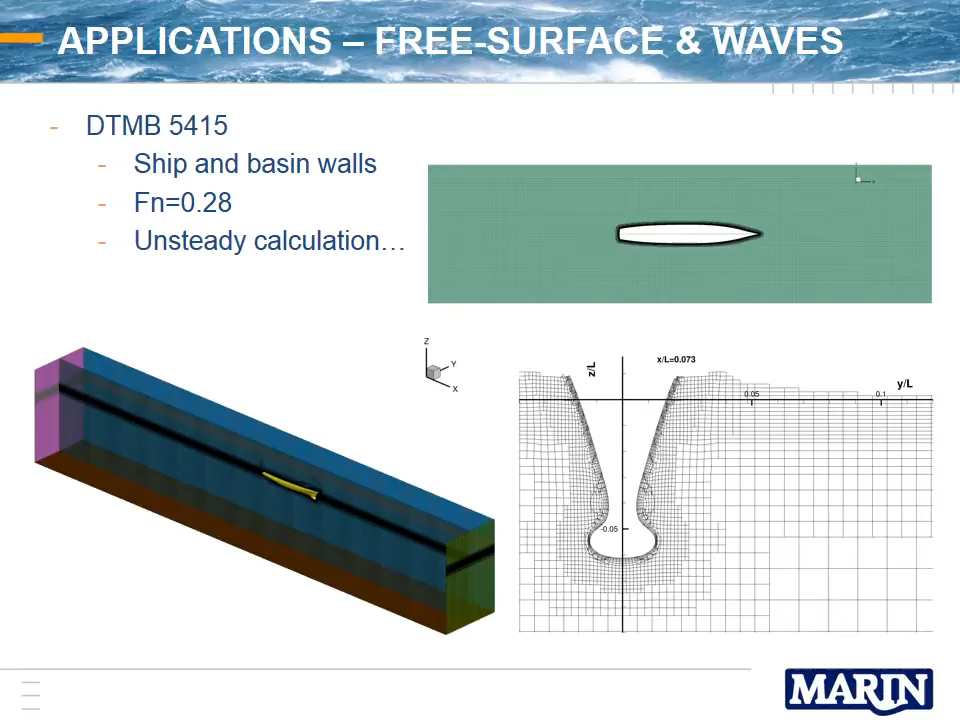 APPLICATIONS – FREE-SURFACE & WAVES
- DTMB 5415
- Ship and basin walls
- Fn=0.28
- Unsteady calculation…
Z
Y
X
x/L=0.073
z/L
y/L
0.05
0.1
-0.05
MARIN